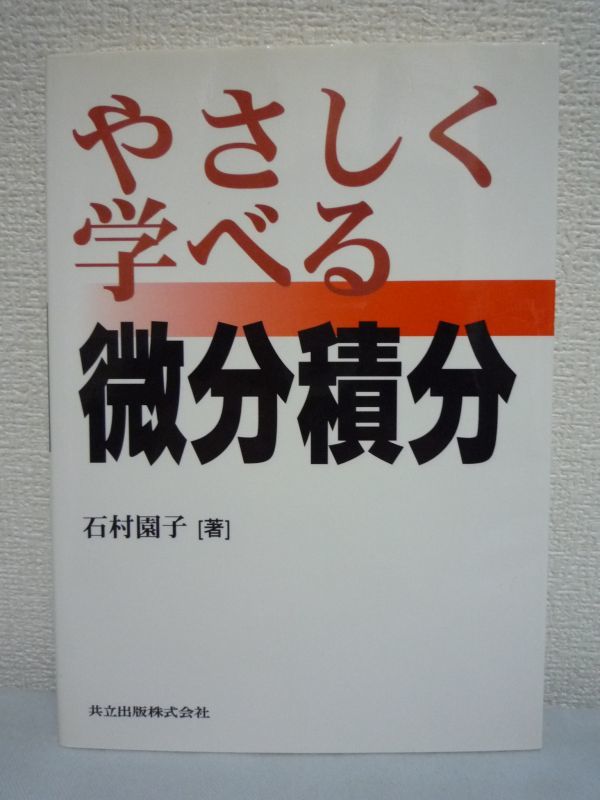 やさしく
学べる
微分積分
石村園子 [著]
共立出版株式会社